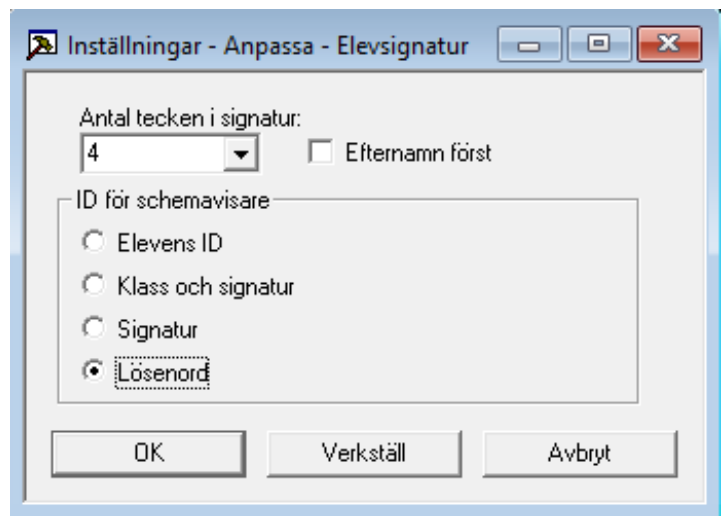 Inställningar - Anpassa - Elevsignatur
Antal tecken i signatur:
4
Efternamn först
ID för schemavisare
Elevens ID
Klass och signatur
Signatur
Lösenord
OK Verkställ Avbryt